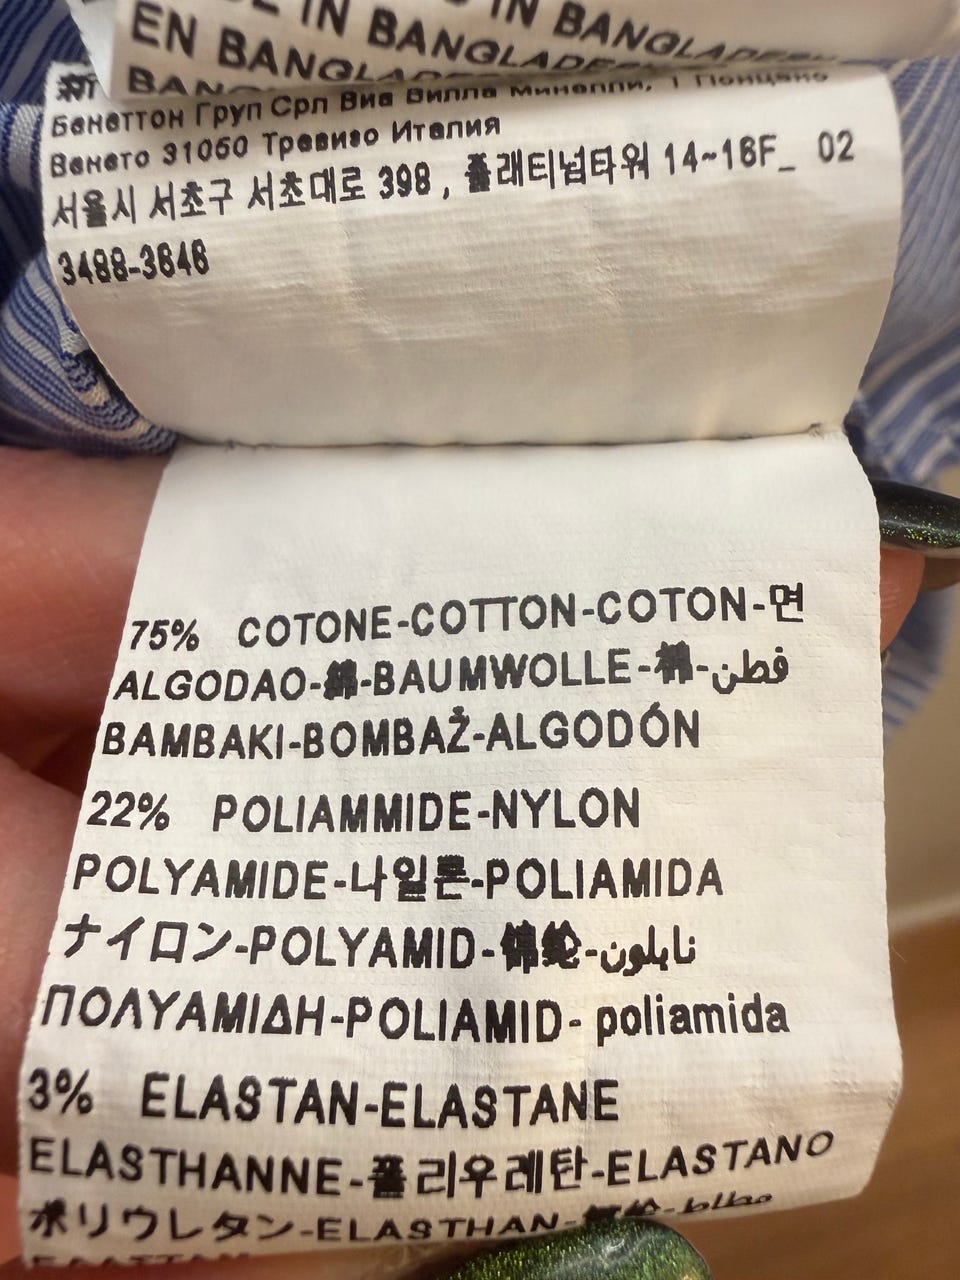 IN BANGLADESH
EN BANGLADESH
Бенеттон Груп Срл Виа Вилла Минелли, 1 Понцано
Венето 31050 Тревизо Италия
서울시 서초구 서초대로 398 , 플래티넘타워 14~16F_ 02
3488-3646
75% COTONE-COTTON-COTON-면
ALGODAO-綿-BAUMWOLLE-棉-قطن
BAMBAKI-BOMBAŽ-ALGODÓN
22% POLIAMMIDE-NYLON
POLYAMIDE-나일론-POLIAMIDA
ナイロン-POLYAMID-锦纶-نايلون
ΠΟΛΥΑΜΙΔΗ-POLIAMID- poliamida
3% ELASTAN-ELASTANE
ELASTHANNE-폴리우레탄-ELASTANO
ポリウレタン-ELASTHAN-